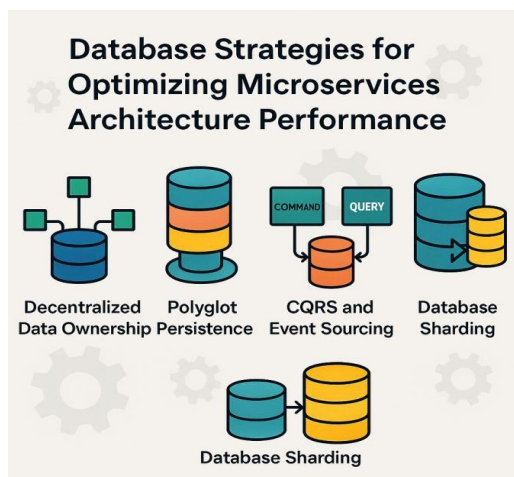 Database Strategies for
Optimizing Microservices
Architecture Performance
COMMAND
QUERY
Decentralized
Data Ownership
Polyglot
Persistence
CQRS and
Event Sourcing
Database
Sharding
Database Sharding